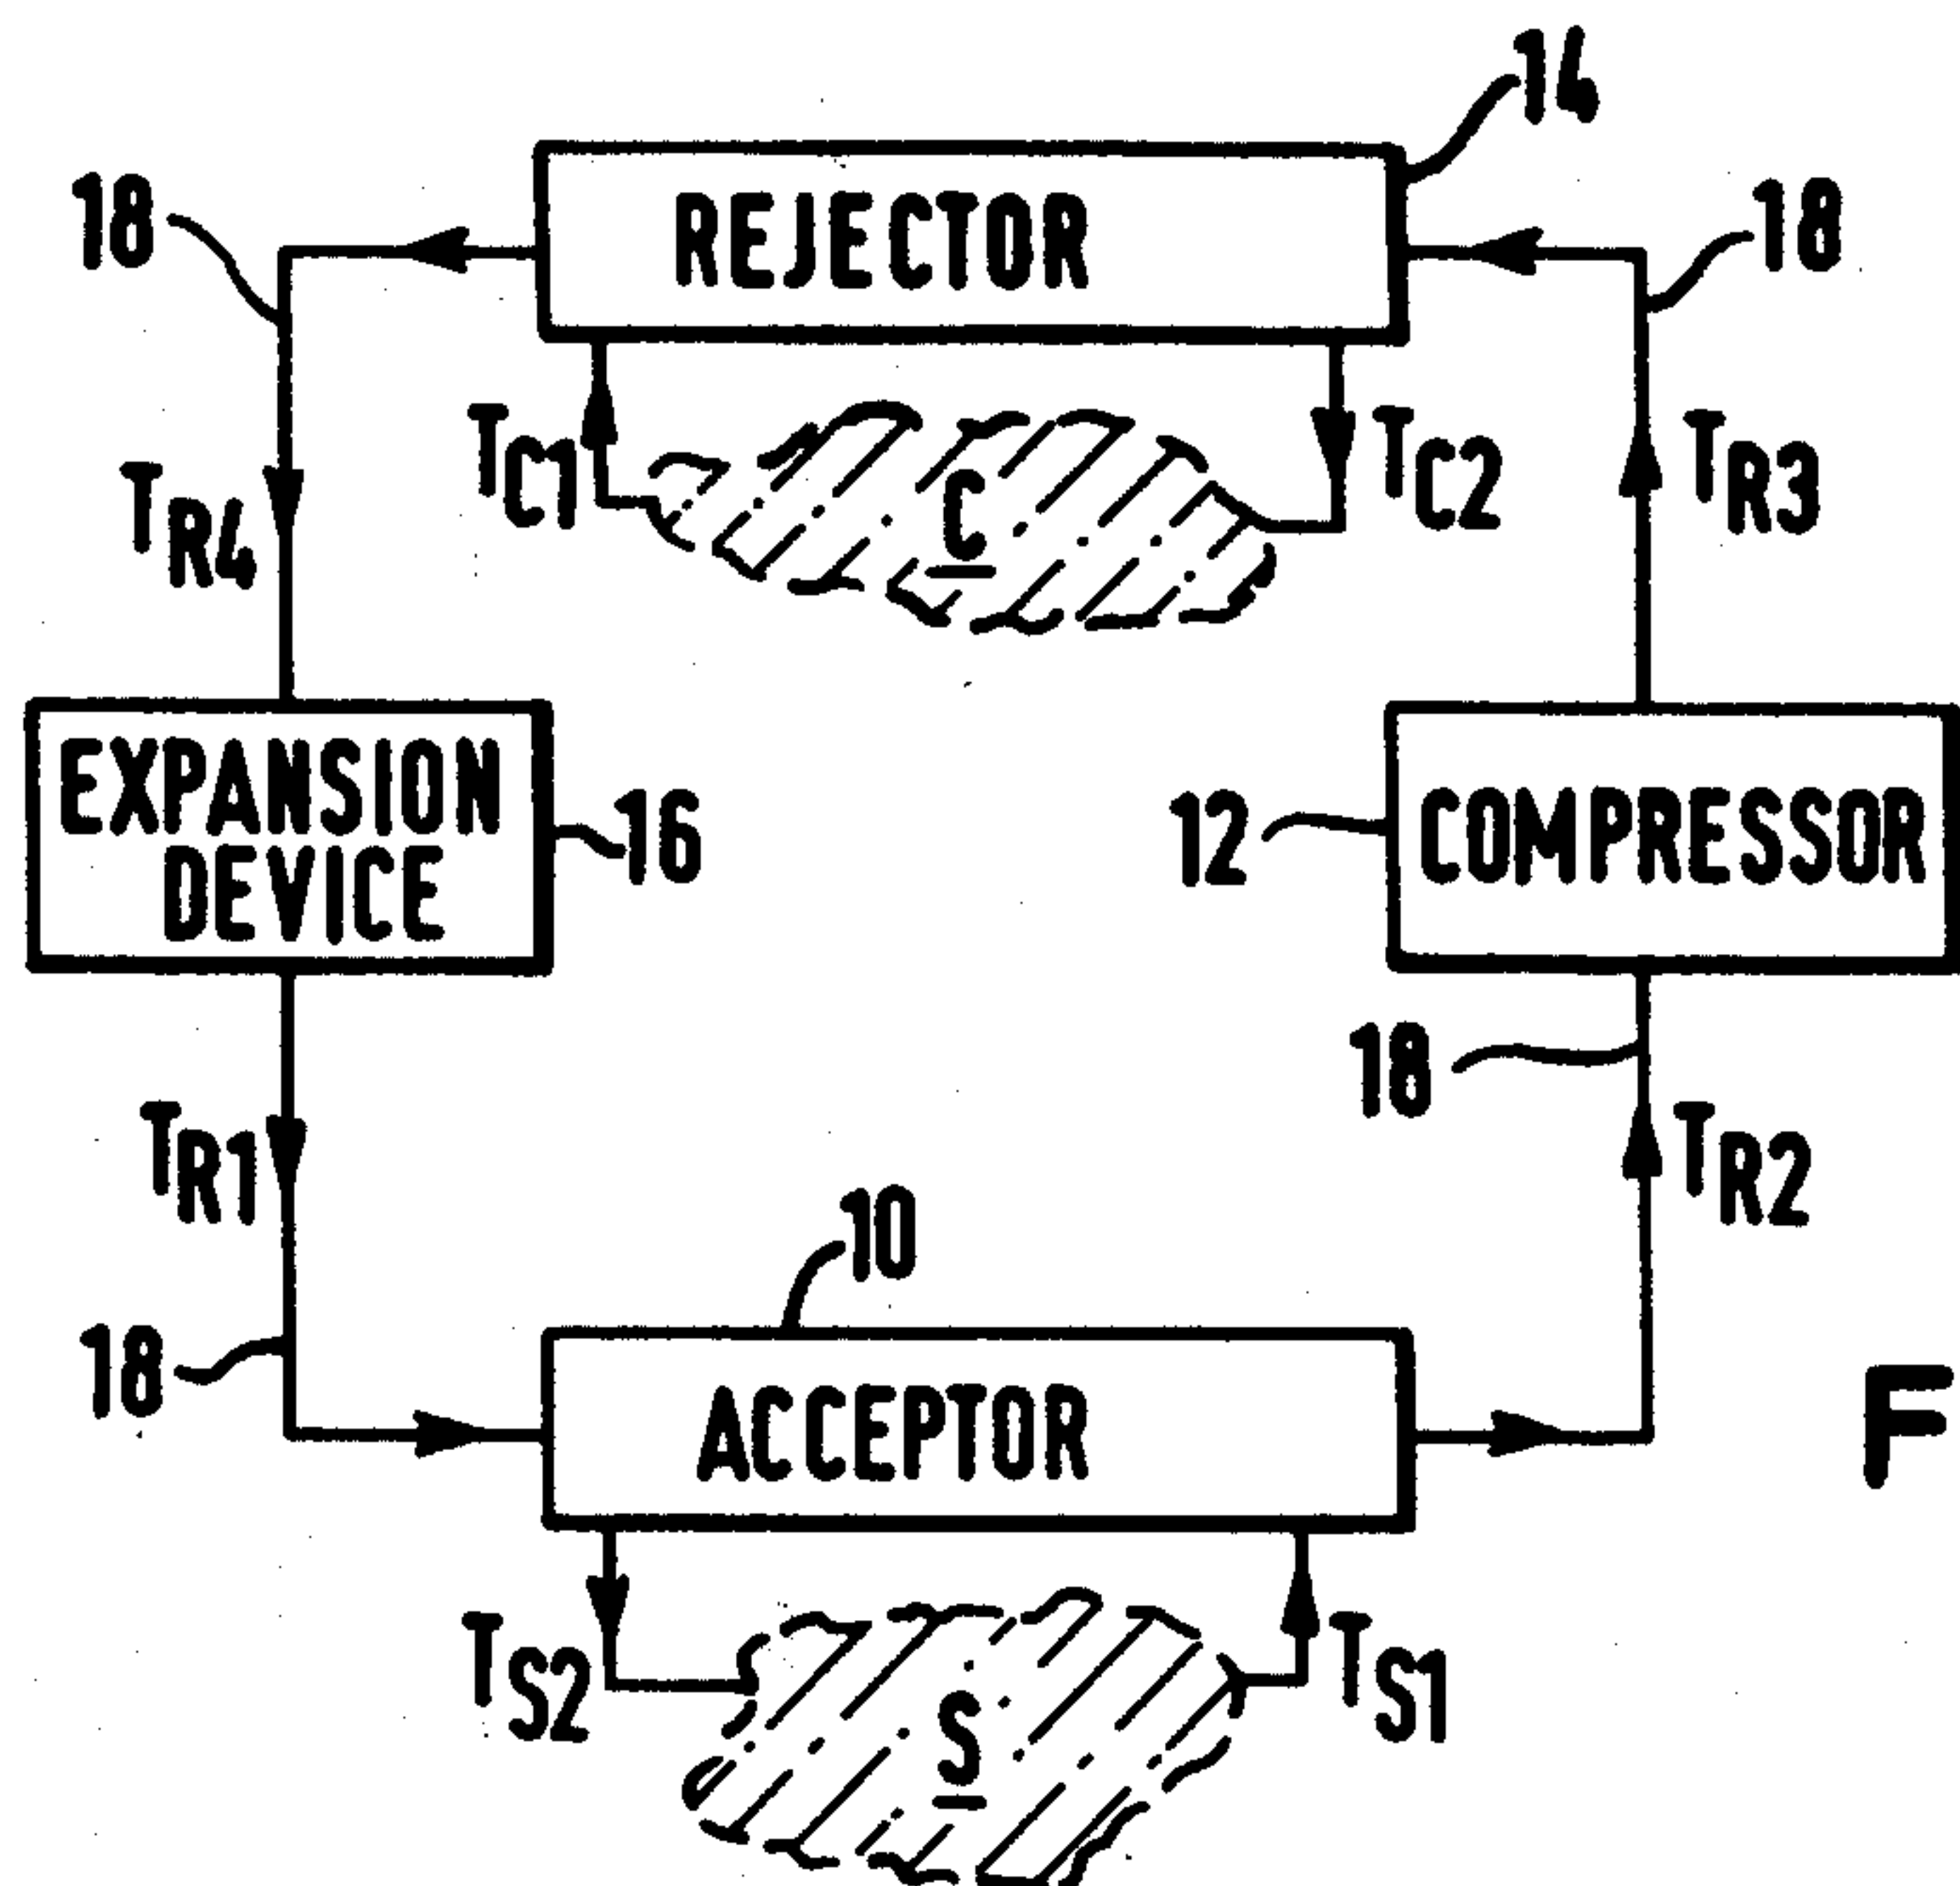 14
18
REJECTOR
18
TC1
TC2
TR3
TR4
C
EXPANSION
DEVICE
16
12
COMPRESSOR
18
TR1
TR2
10
18
ACCEPTOR
F
TS2
TS1
S